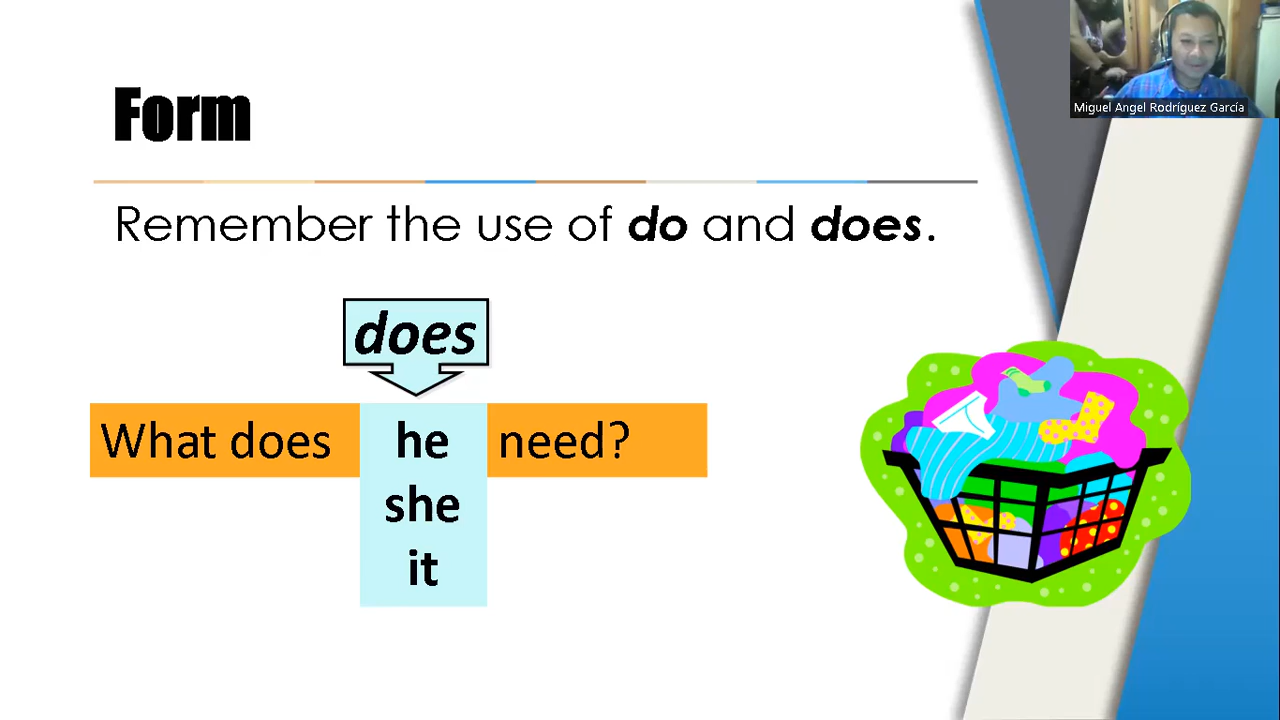 Miguel Angel Rodríguez García
Form
Remember the use of do and does.
does
What does he need?
she
it